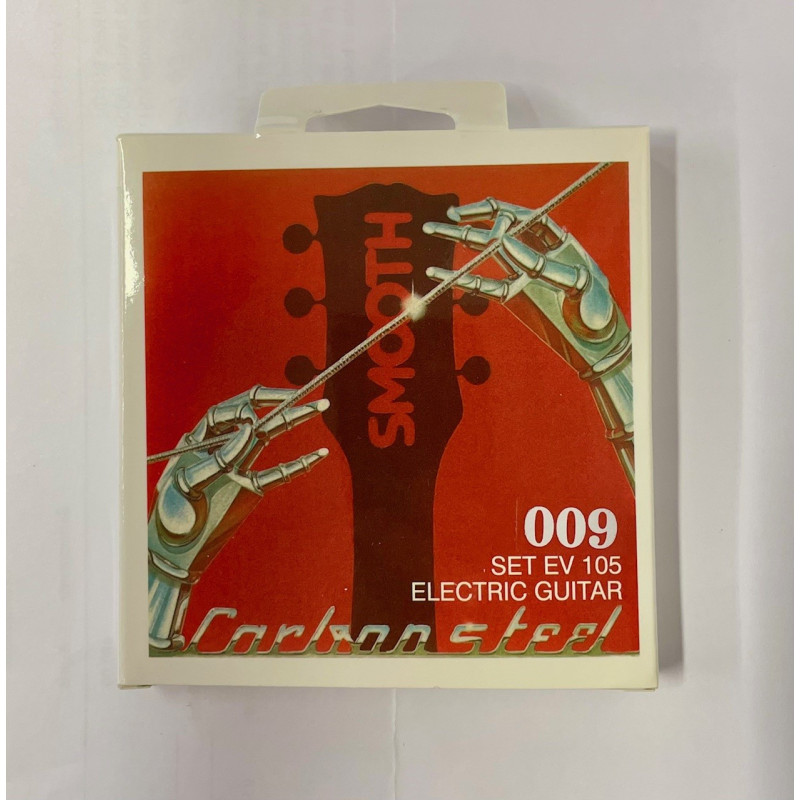 SMOOTH
009
SET EV 105
ELECTRIC GUITAR
Carbon steel